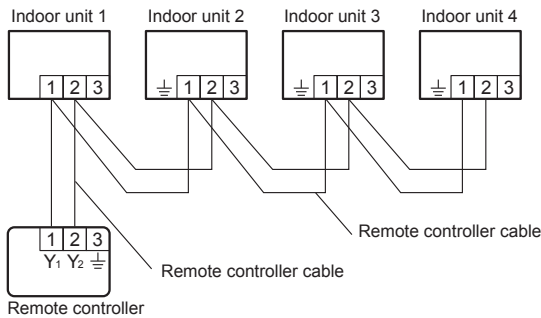 Indoor unit 1 Indoor unit 2 Indoor unit 3 Indoor unit 4
1 2 3 1 2 3 1 2 3 1 2 3
Remote controller cable
1 2 3
Y1 Y2
Remote controller cable
Remote controller